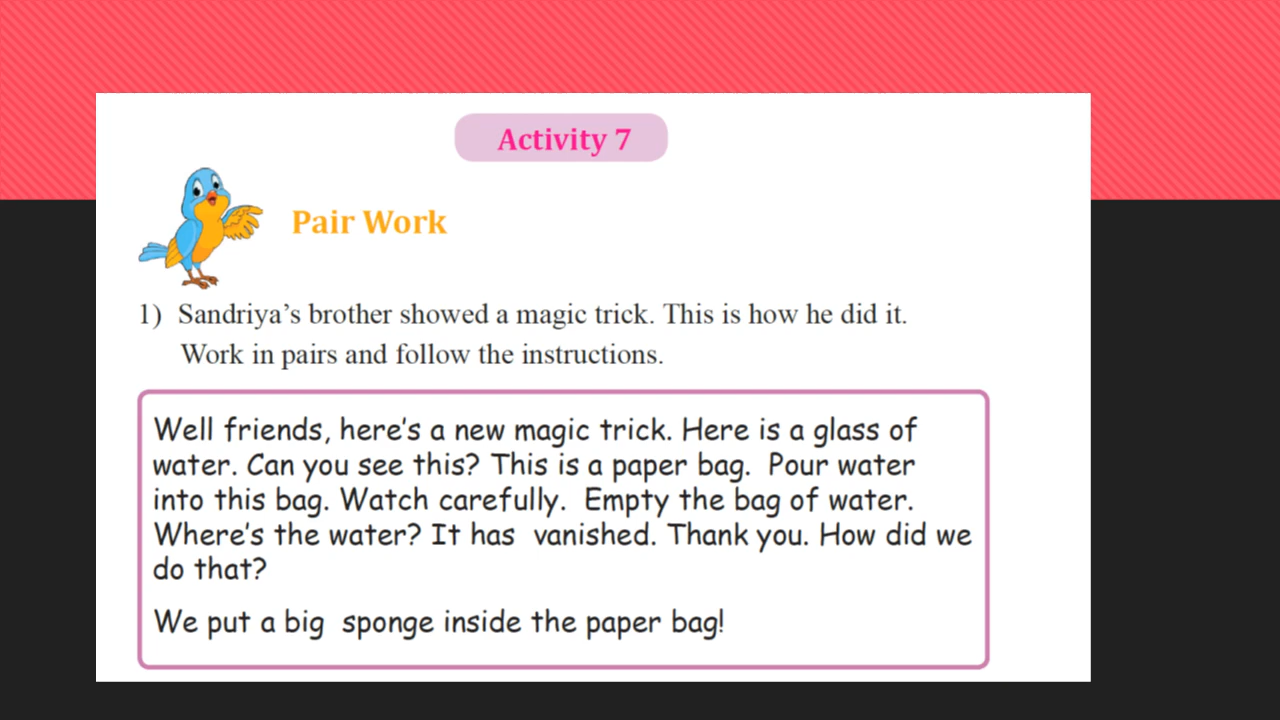 Activity 7
Pair Work
1) Sandriya’s brother showed a magic trick. This is how he did it.
Work in pairs and follow the instructions.
Well friends, here’s a new magic trick. Here is a glass of
water. Can you see this? This is a paper bag. Pour water
into this bag. Watch carefully. Empty the bag of water.
Where’s the water? It has vanished. Thank you. How did we
do that?
We put a big sponge inside the paper bag!